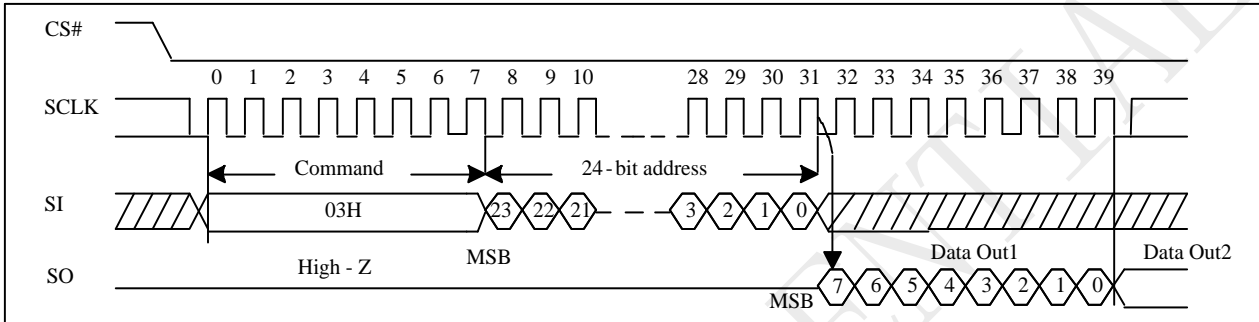 CS#
0 1 2 3 4 5 6 7 8 9 10 28 29 30 31 32 33 34 35 36 37 38 39
SCLK
Command 24-bit address
SI 03H 23 22 21 3 2 1 0
MSB Data Out1 Data Out2
High - Z
SO MSB 7 6 5 4 3 2 1 0